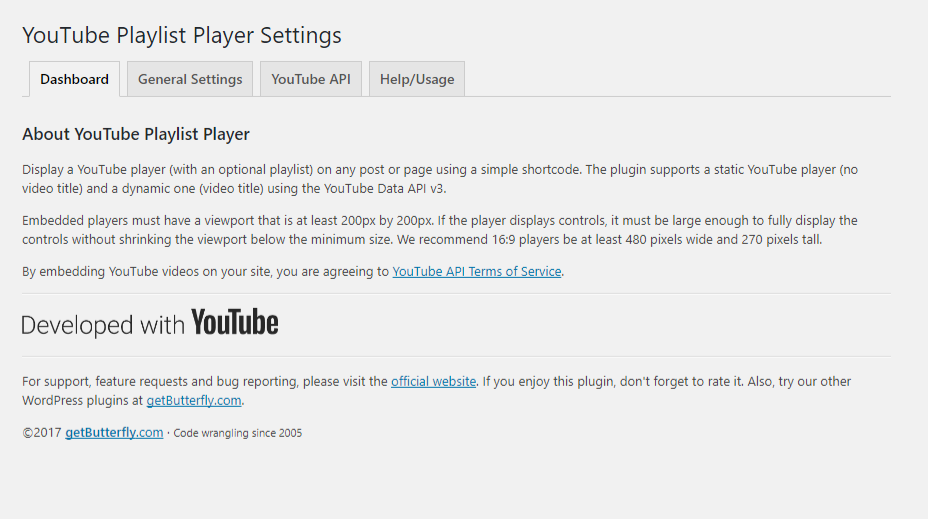 YouTube Playlist Player Settings
Dashboard General Settings YouTube API Help/Usage
About YouTube Playlist Player
Display a YouTube player (with an optional playlist) on any post or page using a simple shortcode. The plugin supports a static YouTube player (no
video title) and a dynamic one (video title) using the YouTube Data API v3.
Embedded players must have a viewport that is at least 200px by 200px. If the player displays controls, it must be large enough to fully display the
controls without shrinking the viewport below the minimum size. We recommend 16:9 players be at least 480 pixels wide and 270 pixels tall.
By embedding YouTube videos on your site, you are agreeing to YouTube API Terms of Service.
Developed with YouTube
For support, feature requests and bug reporting, please visit the official website. If you enjoy this plugin, don't forget to rate it. Also, try our other
WordPress plugins at getButterfly.com.
©2017 getButterfly.com · Code wrangling since 2005